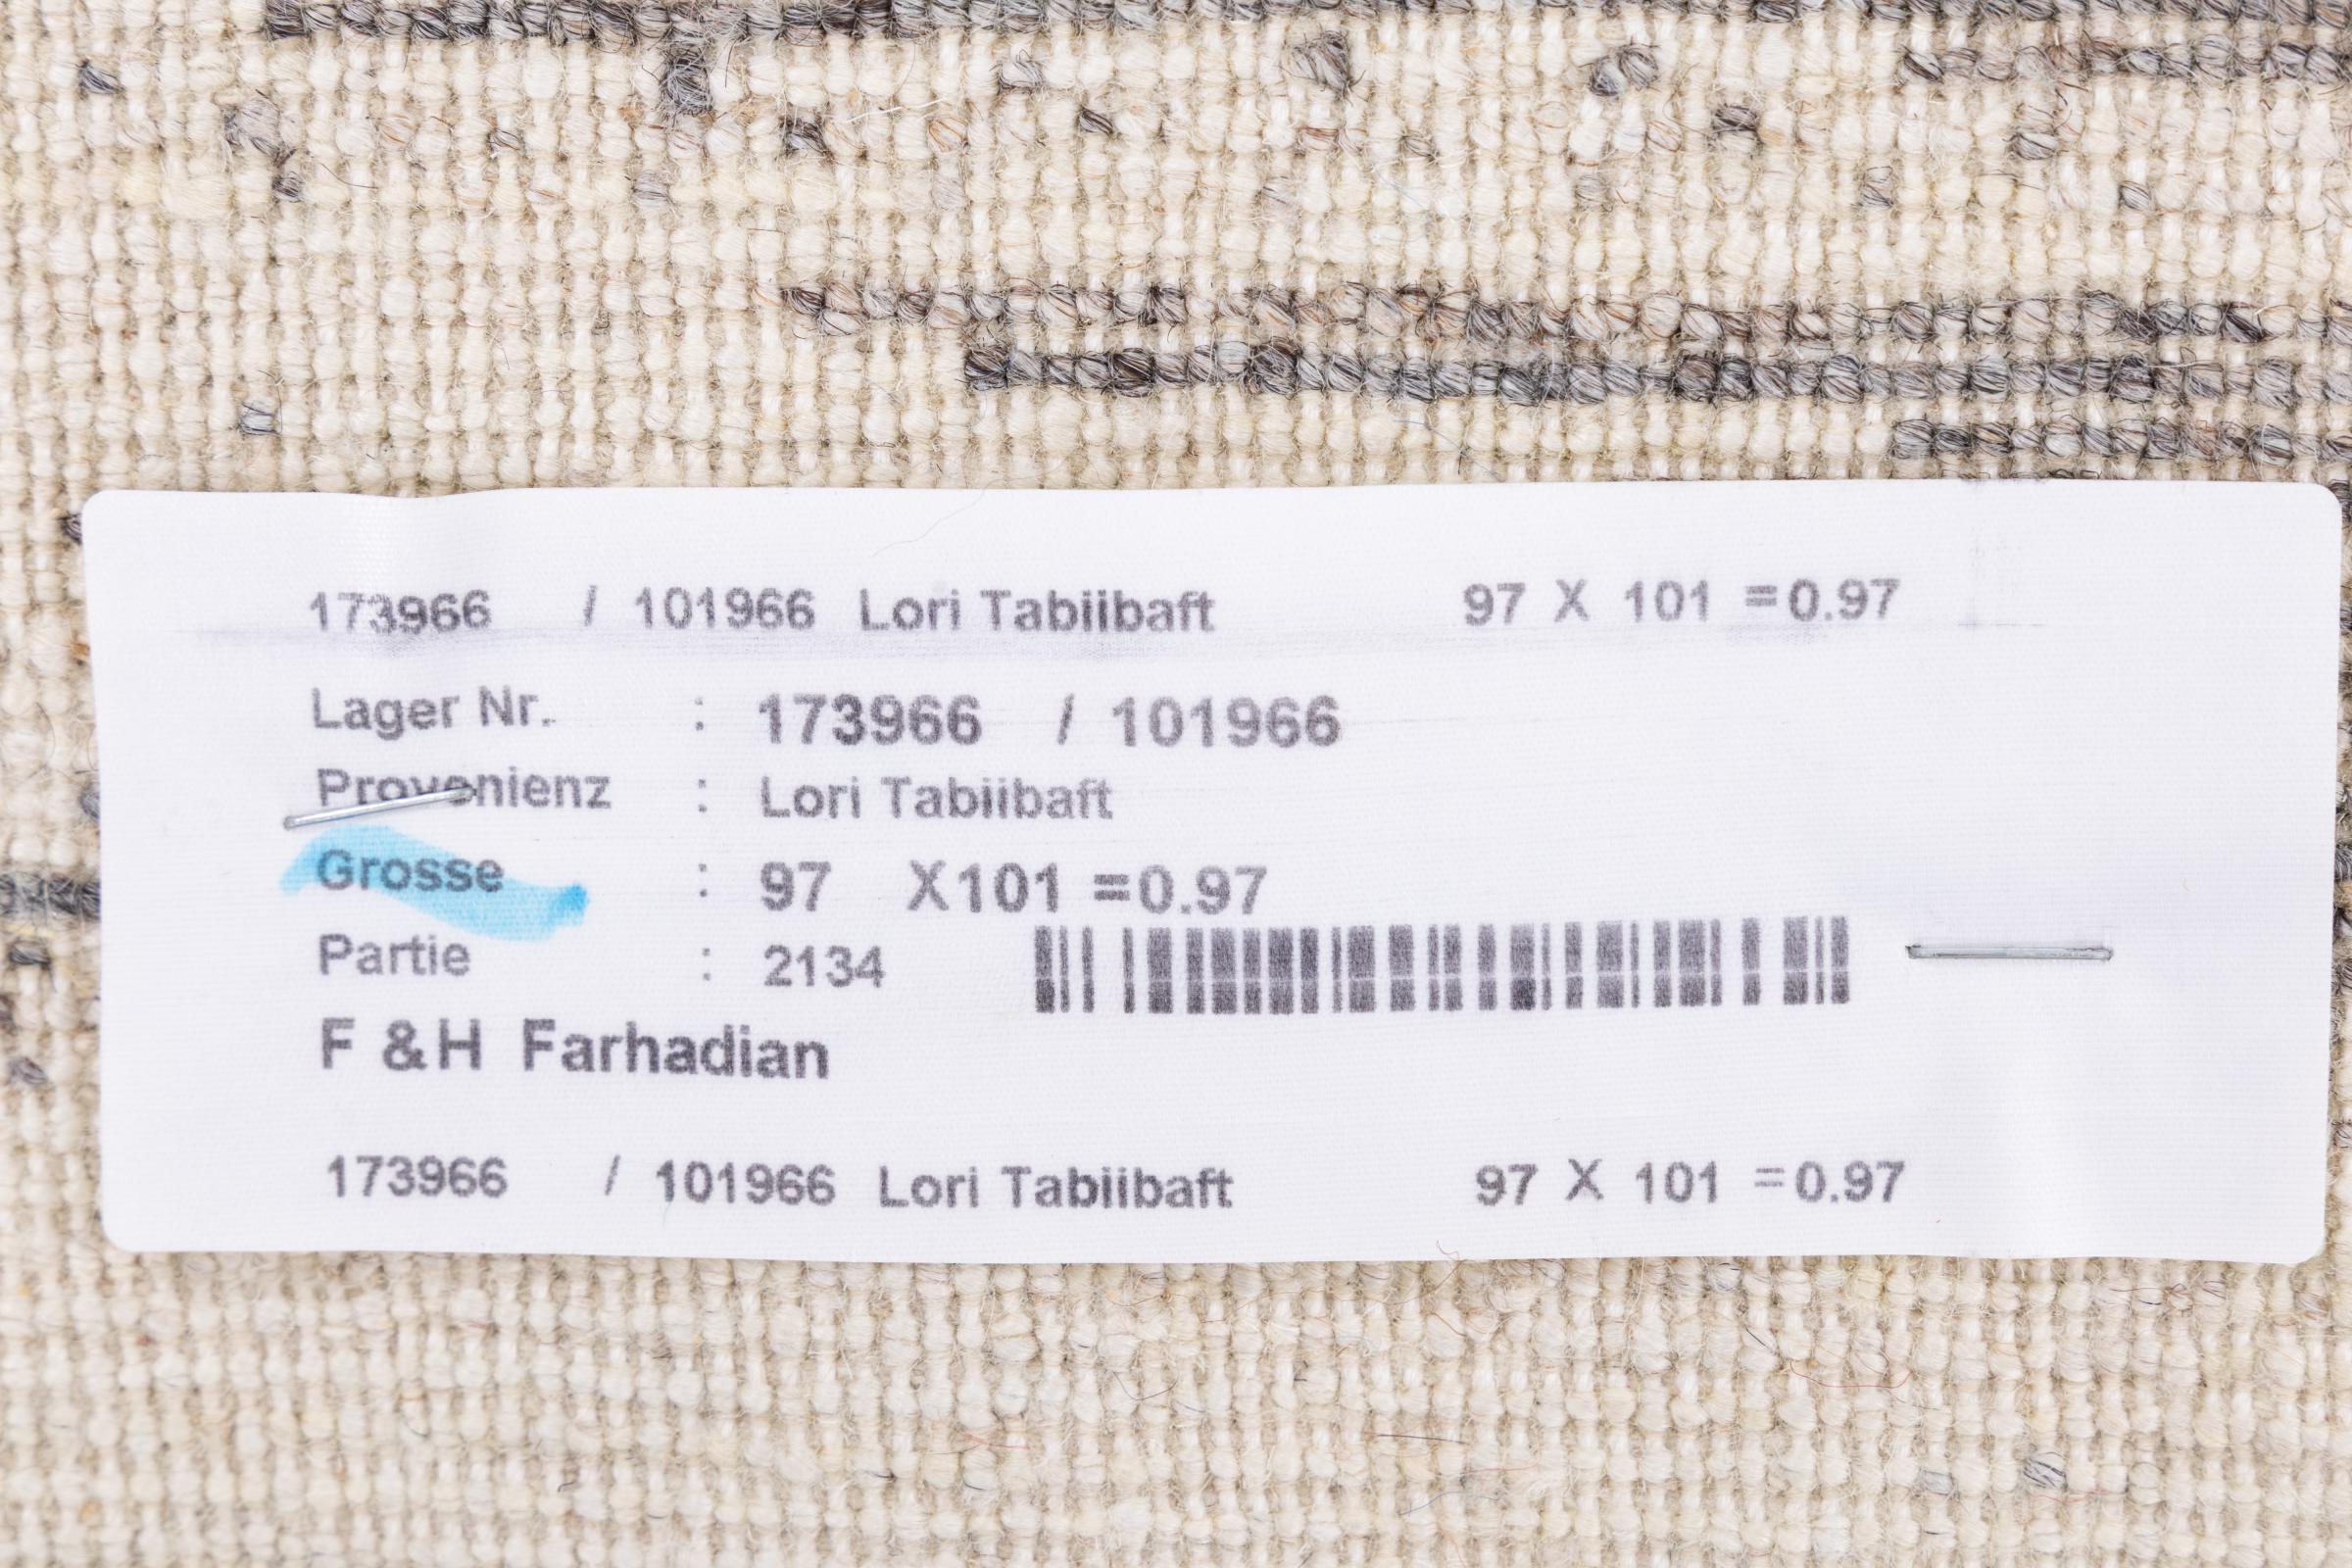 173966 / 101966 Lori Tabiibaft 97 X 101 =0.97
Lager Nr. : 173966 / 101966
Provenienz : Lori Tabiibaft
Grosse : 97 X101 =0.97
Partie : 2134
F &H Farhadian
173966 / 101966 Lori Tabiibaft 97 X 101 =0.97